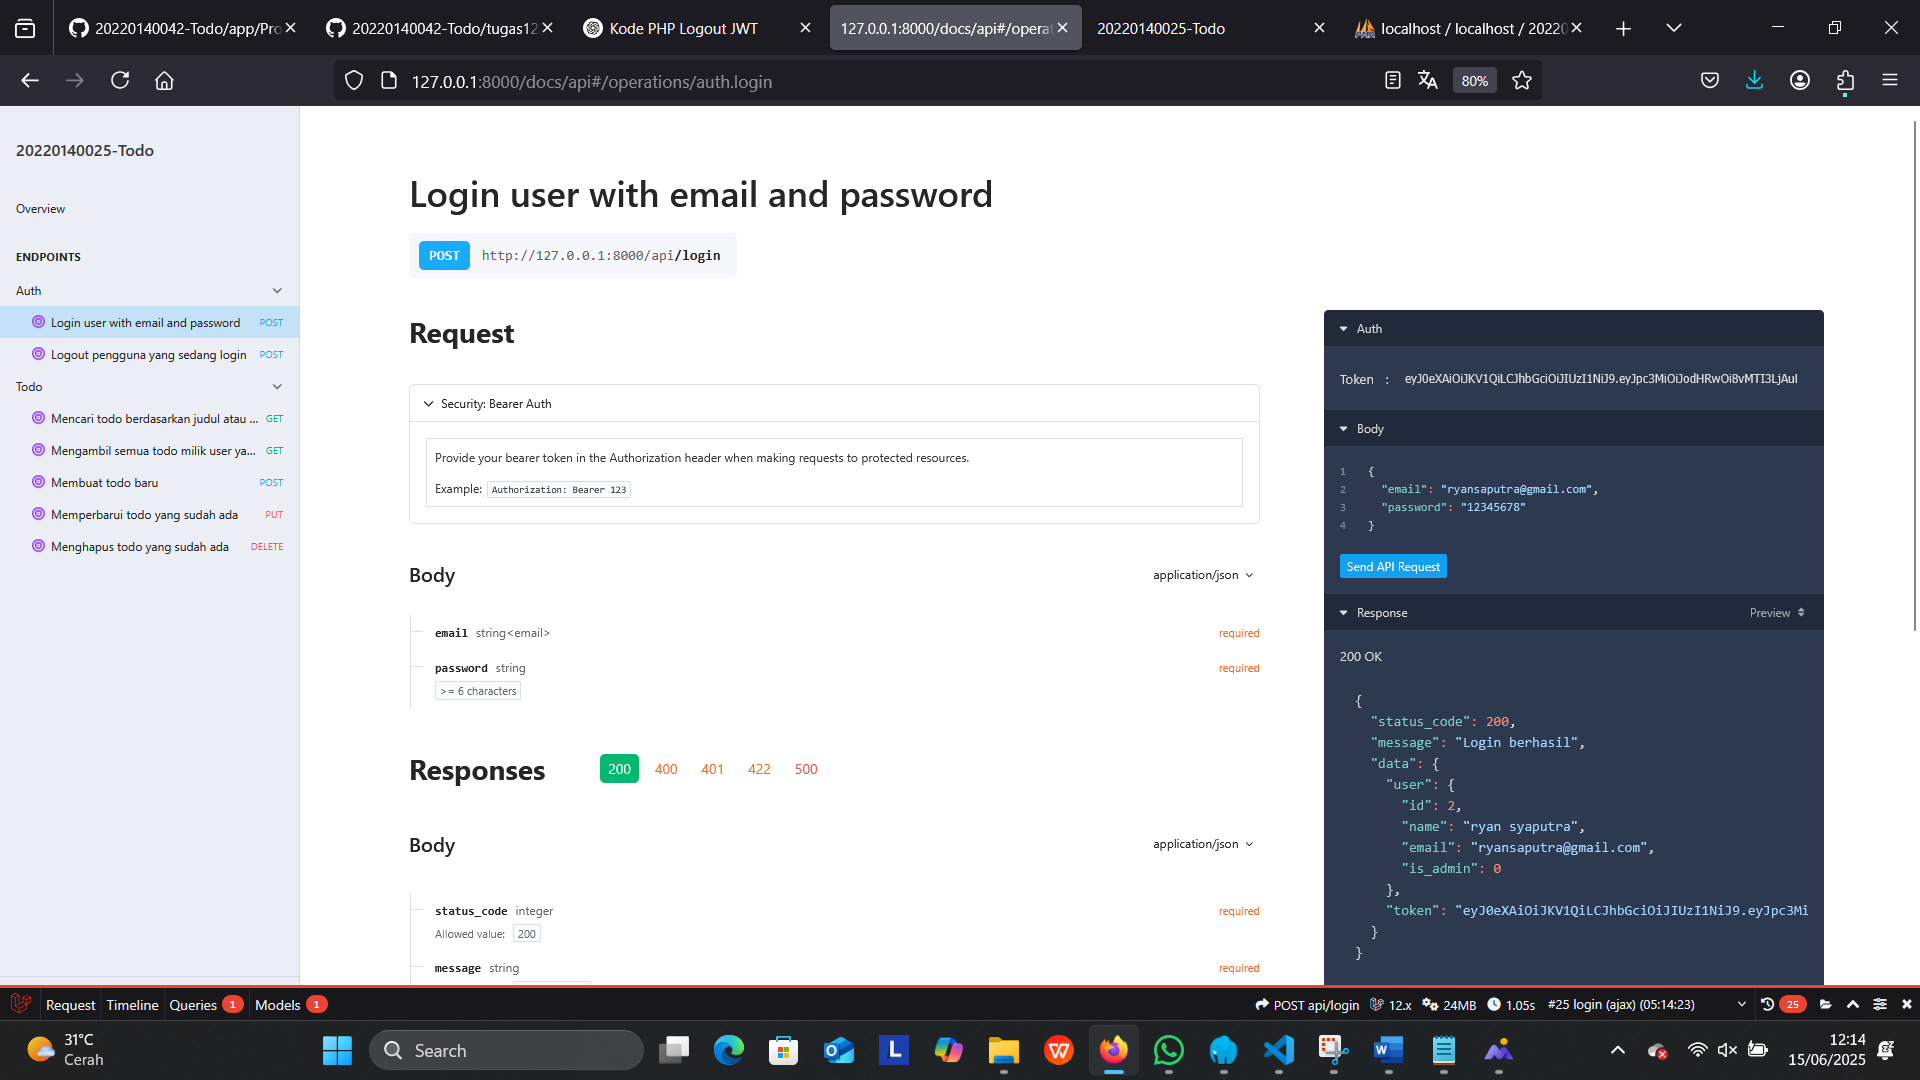 20220140042-Todo/app/Pro
20220140042-Todo/tugas12
Kode PHP Logout JWT
127.0.0.1:8000/docs/api#/operat
20220140025-Todo
localhost / localhost / 20220
127.0.0.1:8000/docs/api#/operations/auth.login
80%
20220140025-Todo
Overview
ENDPOINTS
Auth
Login user with email and password POST
Logout pengguna yang sedang login POST
Todo
Mencari todo berdasarkan judul atau ... GET
Mengambil semua todo milik user ya... GET
Membuat todo baru POST
Memperbarui todo yang sudah ada PUT
Menghapus todo yang sudah ada DELETE
Login user with email and password
POST http://127.0.0.1:8000/api/login
Request
Security: Bearer Auth
Provide your bearer token in the Authorization header when making requests to protected resources.
Example: Authorization: Bearer 123
Body application/json
email string<email> required
password string required
>= 6 characters
Responses 200 400 401 422 500
Body application/json
status_code integer required
Allowed value: 200
message string required
Auth
Token : eyJ0eXAiOiJKV1QiLCJhbGciOiJIUzI1NiJ9.eyJpc3MiOiJodHRwOi8vMTI3LjAuI
Body
1 {
2 "email": "ryansaputra@gmail.com",
3 "password": "12345678"
4 }
Send API Request
Response Preview
200 OK
{
"status_code": 200,
"message": "Login berhasil",
"data": {
"user": {
"id": 2,
"name": "ryan syaputra",
"email": "ryansaputra@gmail.com",
"is_admin": 0
},
"token": "eyJ0eXAiOiJKV1QiLCJhbGciOiJIUzI1NiJ9.eyJpc3Mi
}
}
Request Timeline Queries 1 Models 1 POST api/login 12.x 24MB 1.05s #25 login (ajax) (05:14:23) 25
31°C
Cerah
Search
12:14
15/06/2025